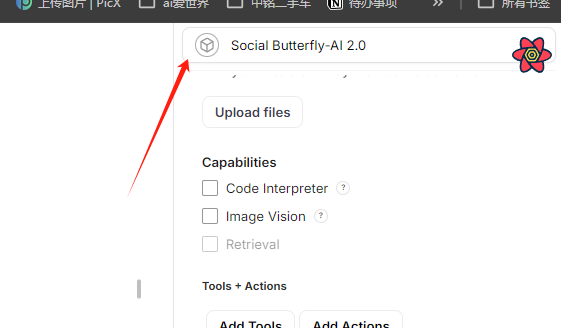 上传图片 | PicX
ai爱世界
中铭二手车
待办事项
»
所有书签
Social Butterfly-AI 2.0
Upload files
Capabilities
Code Interpreter ?
Image Vision ?
Retrieval
Tools + Actions
Add Tools
Add Actions